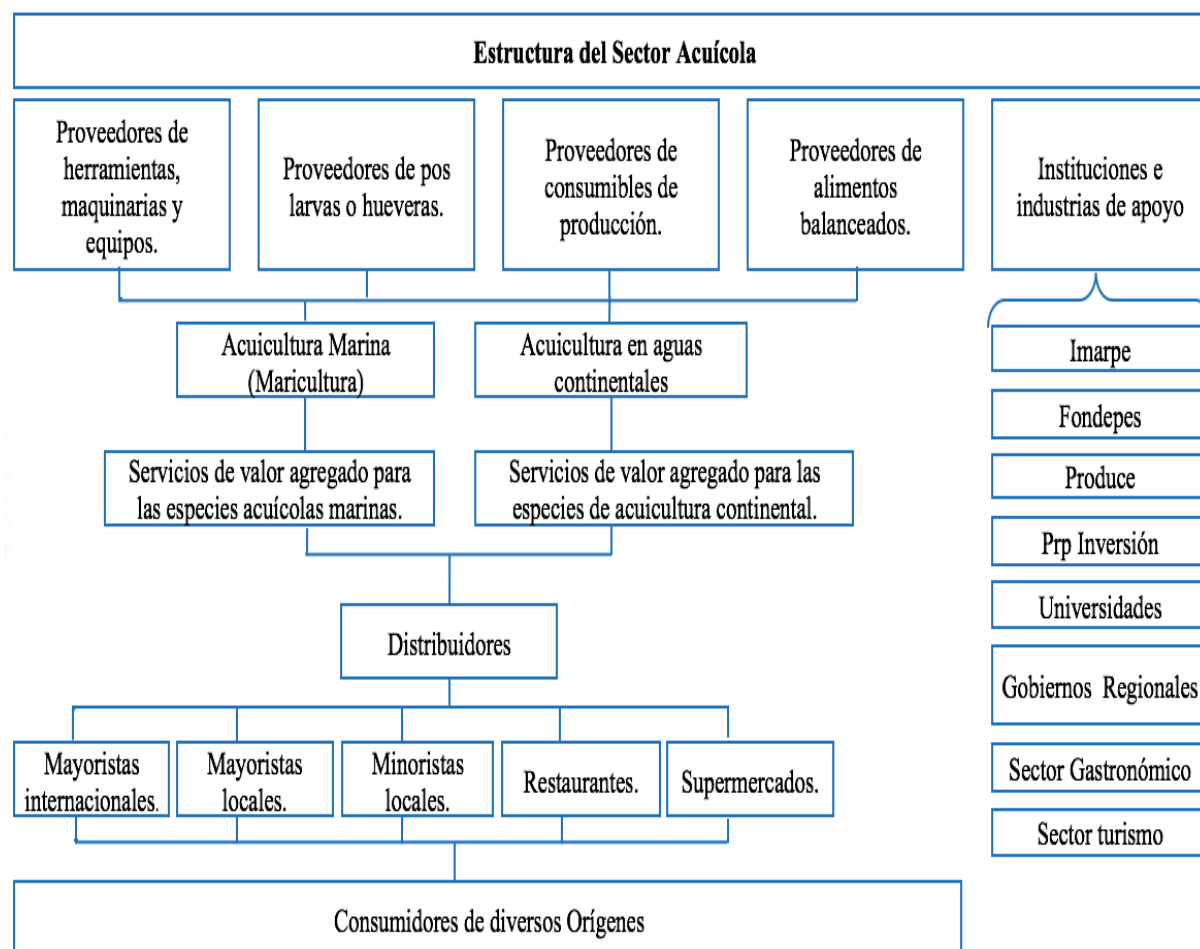 Estructura del Sector Acuícola
Proveedores de
herramientas,
maquinarias y
equipos.
Proveedores de pos
larvas o hueveras.
Proveedores de
consumibles de
producción.
Proveedores de
alimentos
balanceados.
Instituciones e
industrias de apoyo
Acuicultura Marina
(Maricultura)
Acuicultura en aguas
continentales
Servicios de valor agregado para
las especies acuícolas marinas.
Servicios de valor agregado para las
especies de acuicultura continental.
Distribuidores
Mayoristas
internacionales.
Mayoristas
locales.
Minoristas
locales.
Restaurantes.
Supermercados.
Consumidores de diversos Orígenes
Imarpe
Fondepes
Produce
Prp Inversión
Universidades
Gobiernos Regionales
Sector Gastronómico
Sector turismo